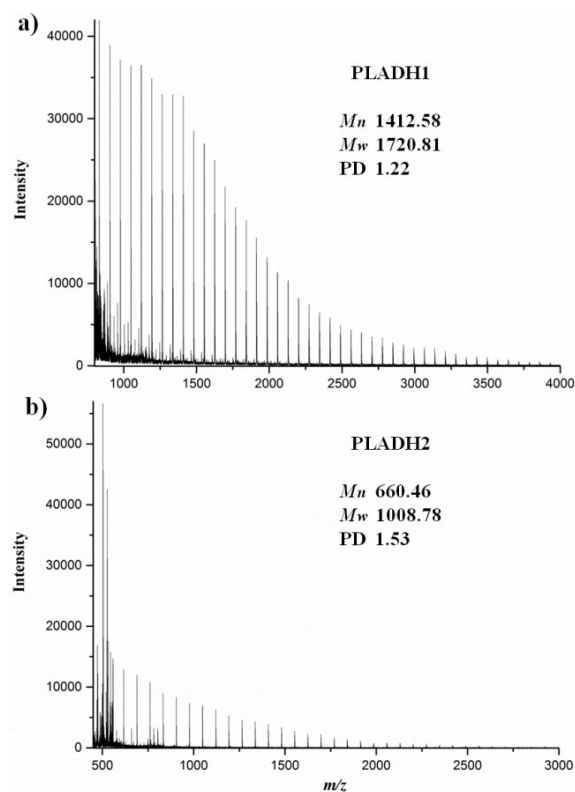 a)
40000
30000
20000
10000
0
Intensity
PLADH1
Mn 1412.58
Mw 1720.81
PD 1.22
1000 1500 2000 2500 3000 3500 4000
b)
50000
40000
30000
20000
10000
0
Intensity
PLADH2
Mn 660.46
Mw 1008.78
PD 1.53
500 1000 1500 2000 2500 3000
m/z